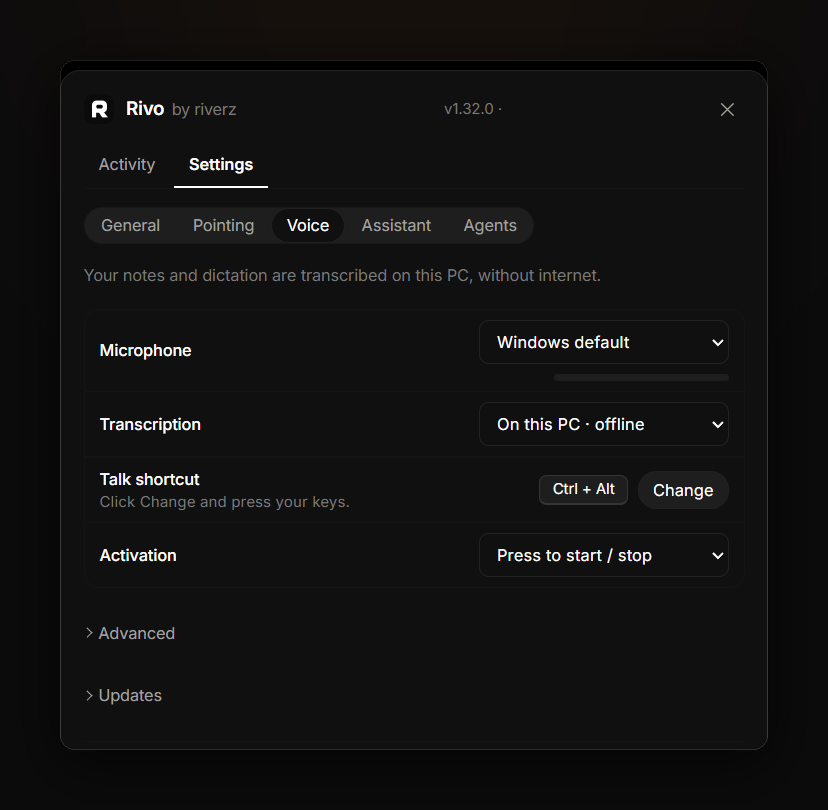 R Rivo by riverz v1.32.0 ·
Activity Settings
General Pointing Voice Assistant Agents
Your notes and dictation are transcribed on this PC, without internet.
Microphone Windows default
Transcription On this PC · offline
Talk shortcut
Click Change and press your keys.
Ctrl + Alt Change
Activation Press to start / stop
Advanced
Updates